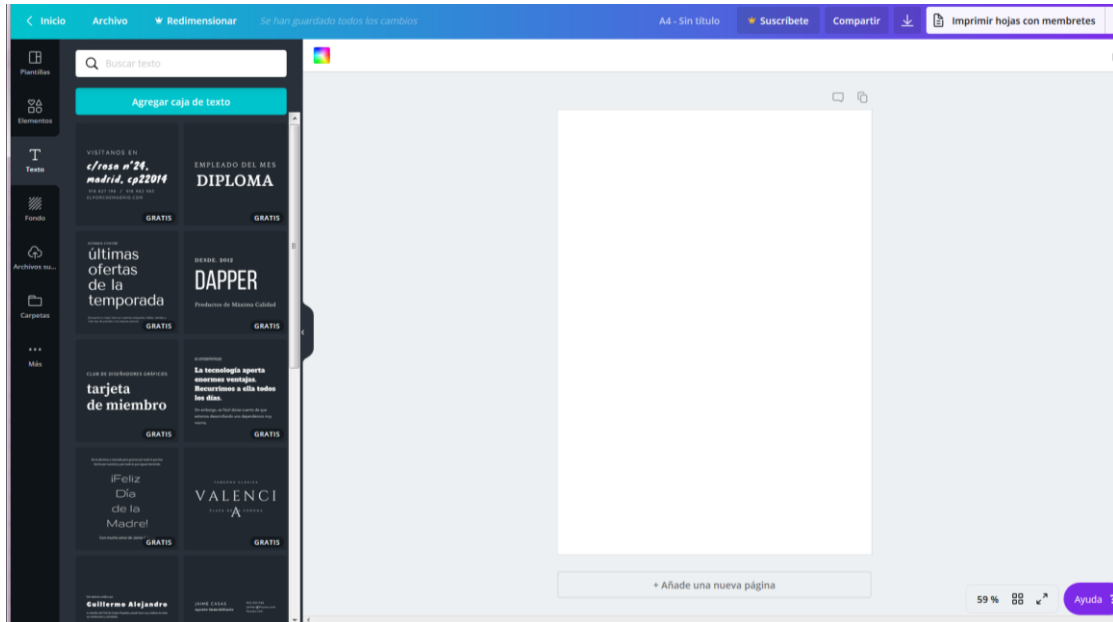 Inicio
Archivo
Redimensionar
Se han guardado todos los cambios
A4 - Sin título
Suscríbete
Compartir
Imprimir hojas con membretes
Plantillas
Elementos
Texto
Fondo
Archivos su...
Carpetas
Más
Buscar texto
Agregar caja de texto
VISÍTANOS EN
c/rosa nº24,
madrid, cp22014
GRATIS
EMPLEADO DEL MES
DIPLOMA
GRATIS
últimas
ofertas
de la
temporada
GRATIS
DESDE. 2012
DAPPER
Productos de Máxima Calidad
GRATIS
CLUB DE DISEÑADORES GRÁFICOS
tarjeta
de miembro
GRATIS
La tecnología aporta
enormes ventajas.
Recurrimos a ella todos
los días.
GRATIS
¡Feliz
Día
de la
Madre!
GRATIS
VALENCI
A
GRATIS
Guillermo Alejandro
JAIME CASAS
+ Añade una nueva página
59 %
Ayuda ?